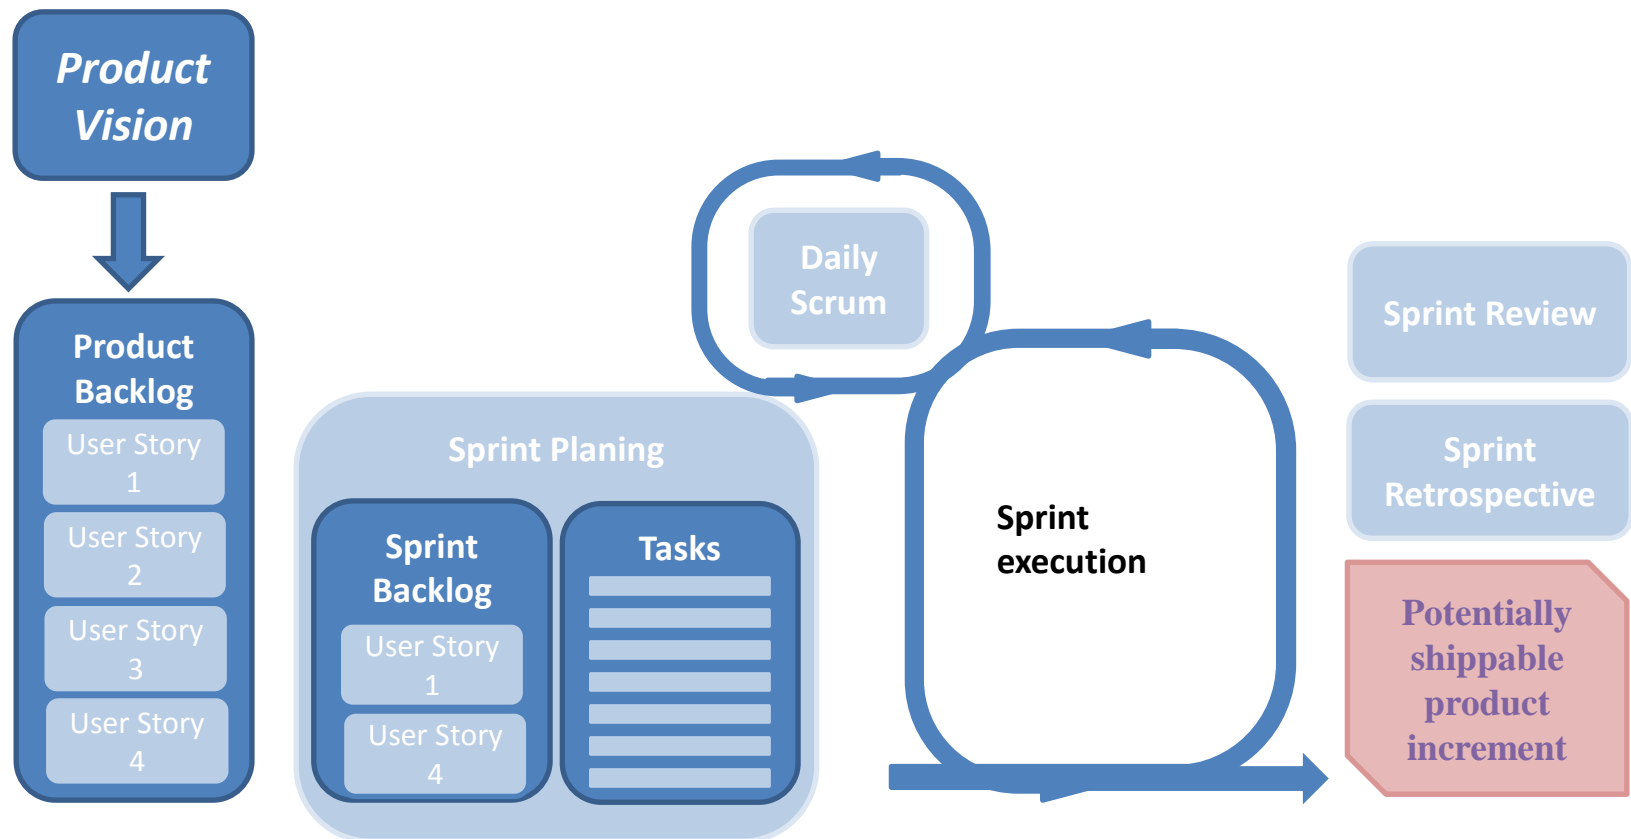 Product
Vision
Product
Backlog
User Story
1
User Story
2
User Story
3
User Story
4
Sprint Planing
Sprint
Backlog
User Story
1
User Story
4
Tasks
Daily
Scrum
Sprint
execution
Sprint Review
Sprint
Retrospective
Potentially
shippable
product
increment